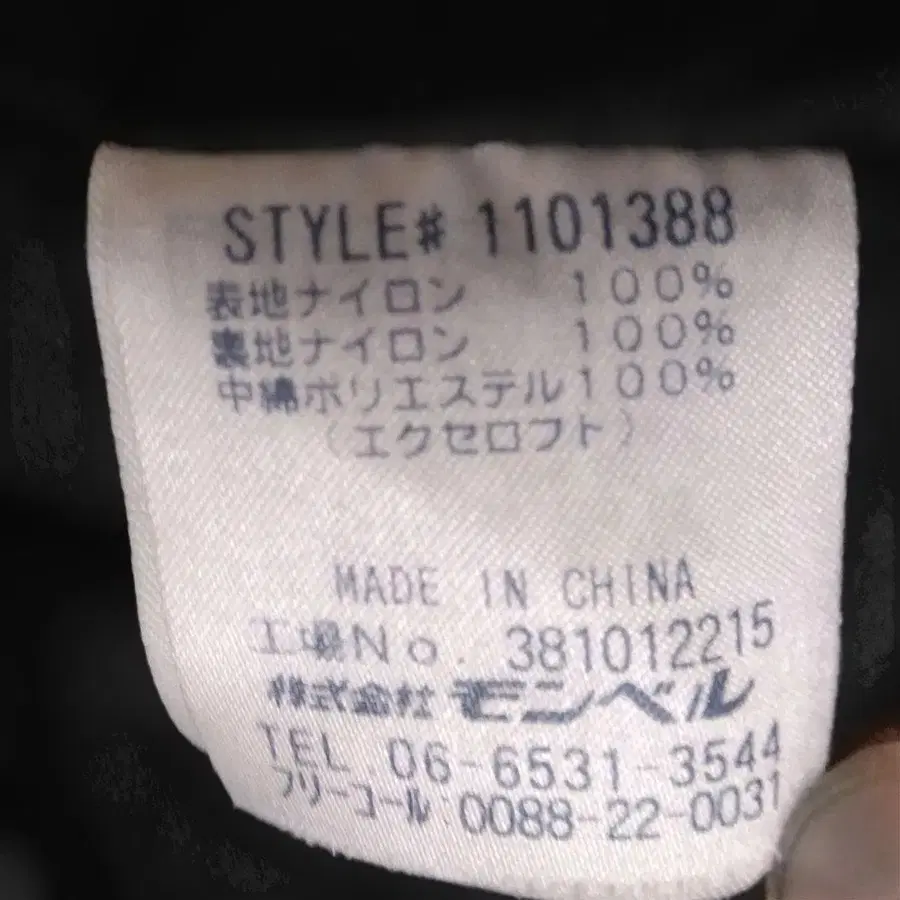 STYLE# 1101388
表地ナイロン 100%
裏地ナイロン 100%
中綿ポリエステル100%
(エクセロフト)
MADE IN CHINA
工場No. 381012215
株式会社 モンベル
TEL 06-6531-3544
フリーコール:0088-22-0031